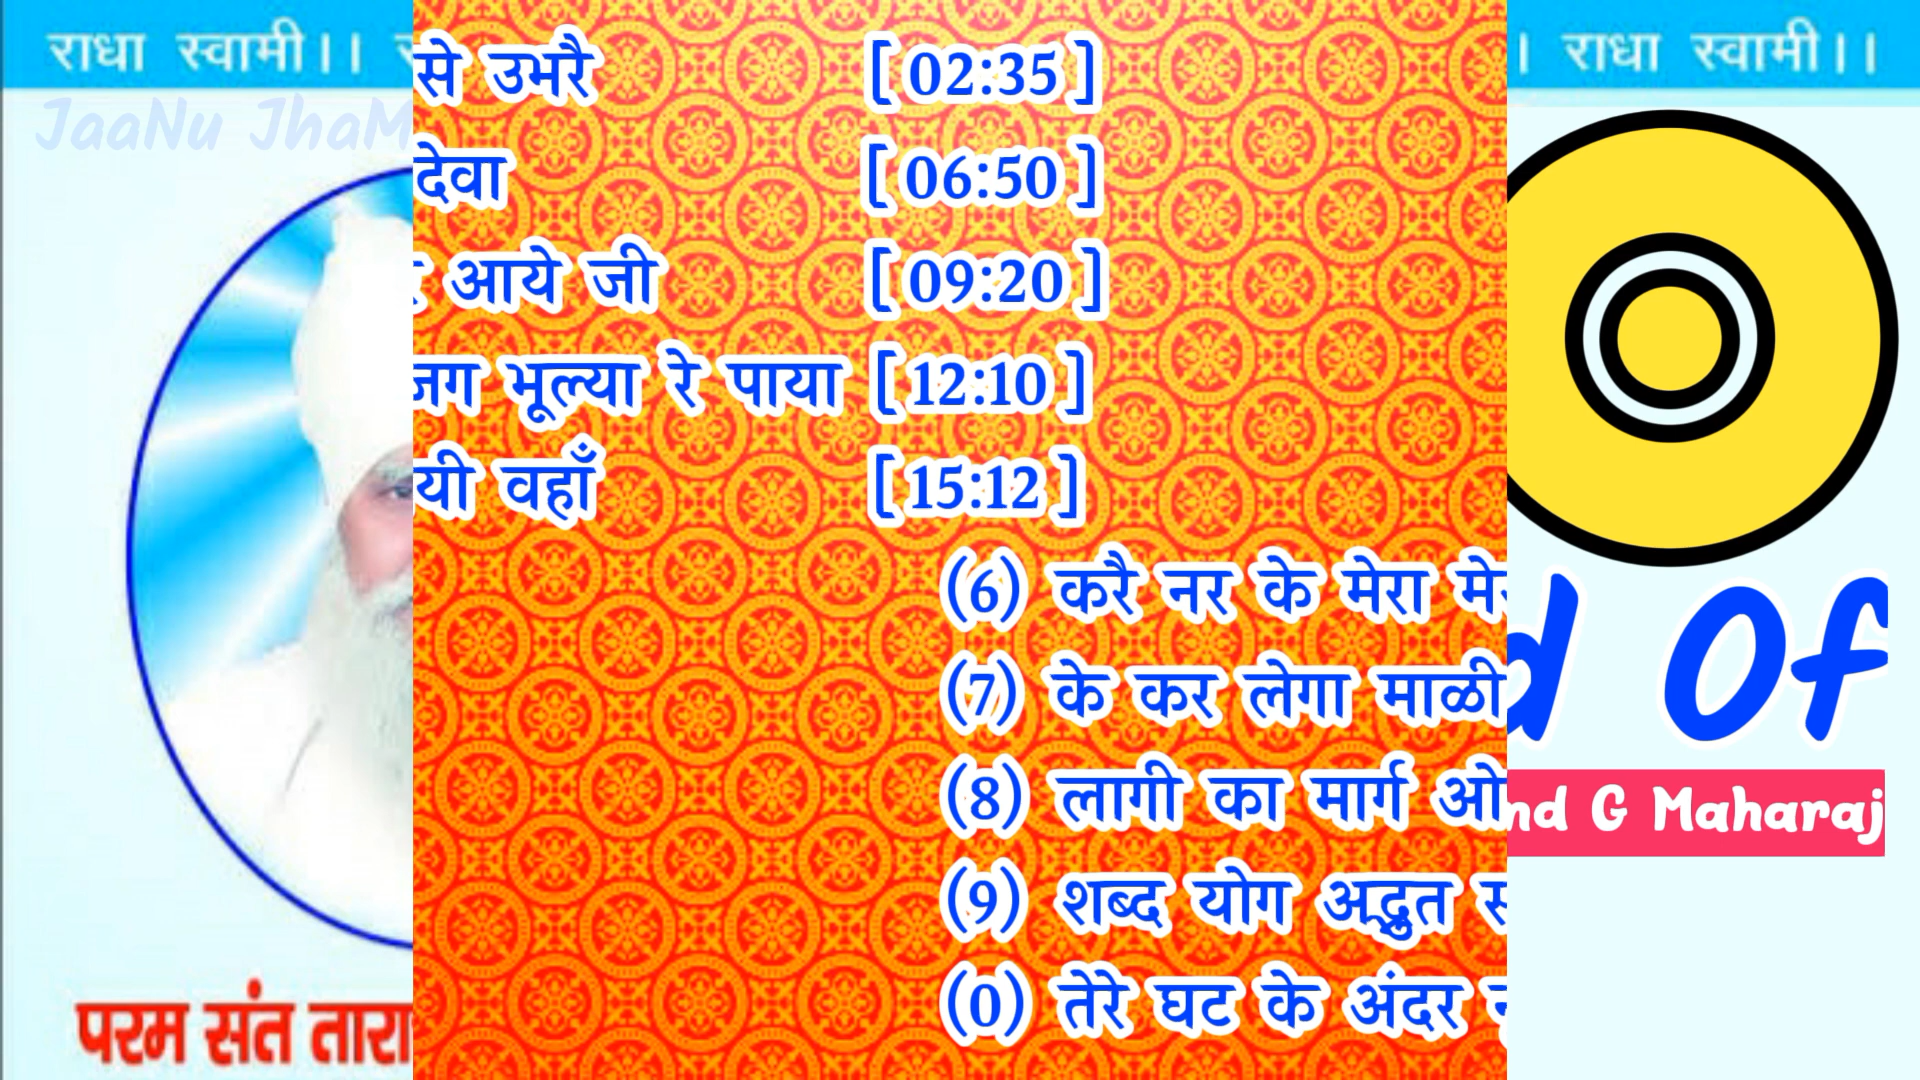 राधा स्वामी।।
। राधा स्वामी।।
JaaNu JhaM
से उभरै [ 02:35 ]
देवा [ 06:50 ]
आये जी [ 09:20 ]
जग भूल्या रे पाया [ 12:10 ]
यी वहाँ [ 15:12 ]
(6) करै नर के मेरा
(7) के कर लेगा माळी
(8) लागी का मार्ग ओ
(9) शब्द योग अद्भुत
(0) तेरे घट के अंदर
d Of
nd G Maharaj
परम संत तारा